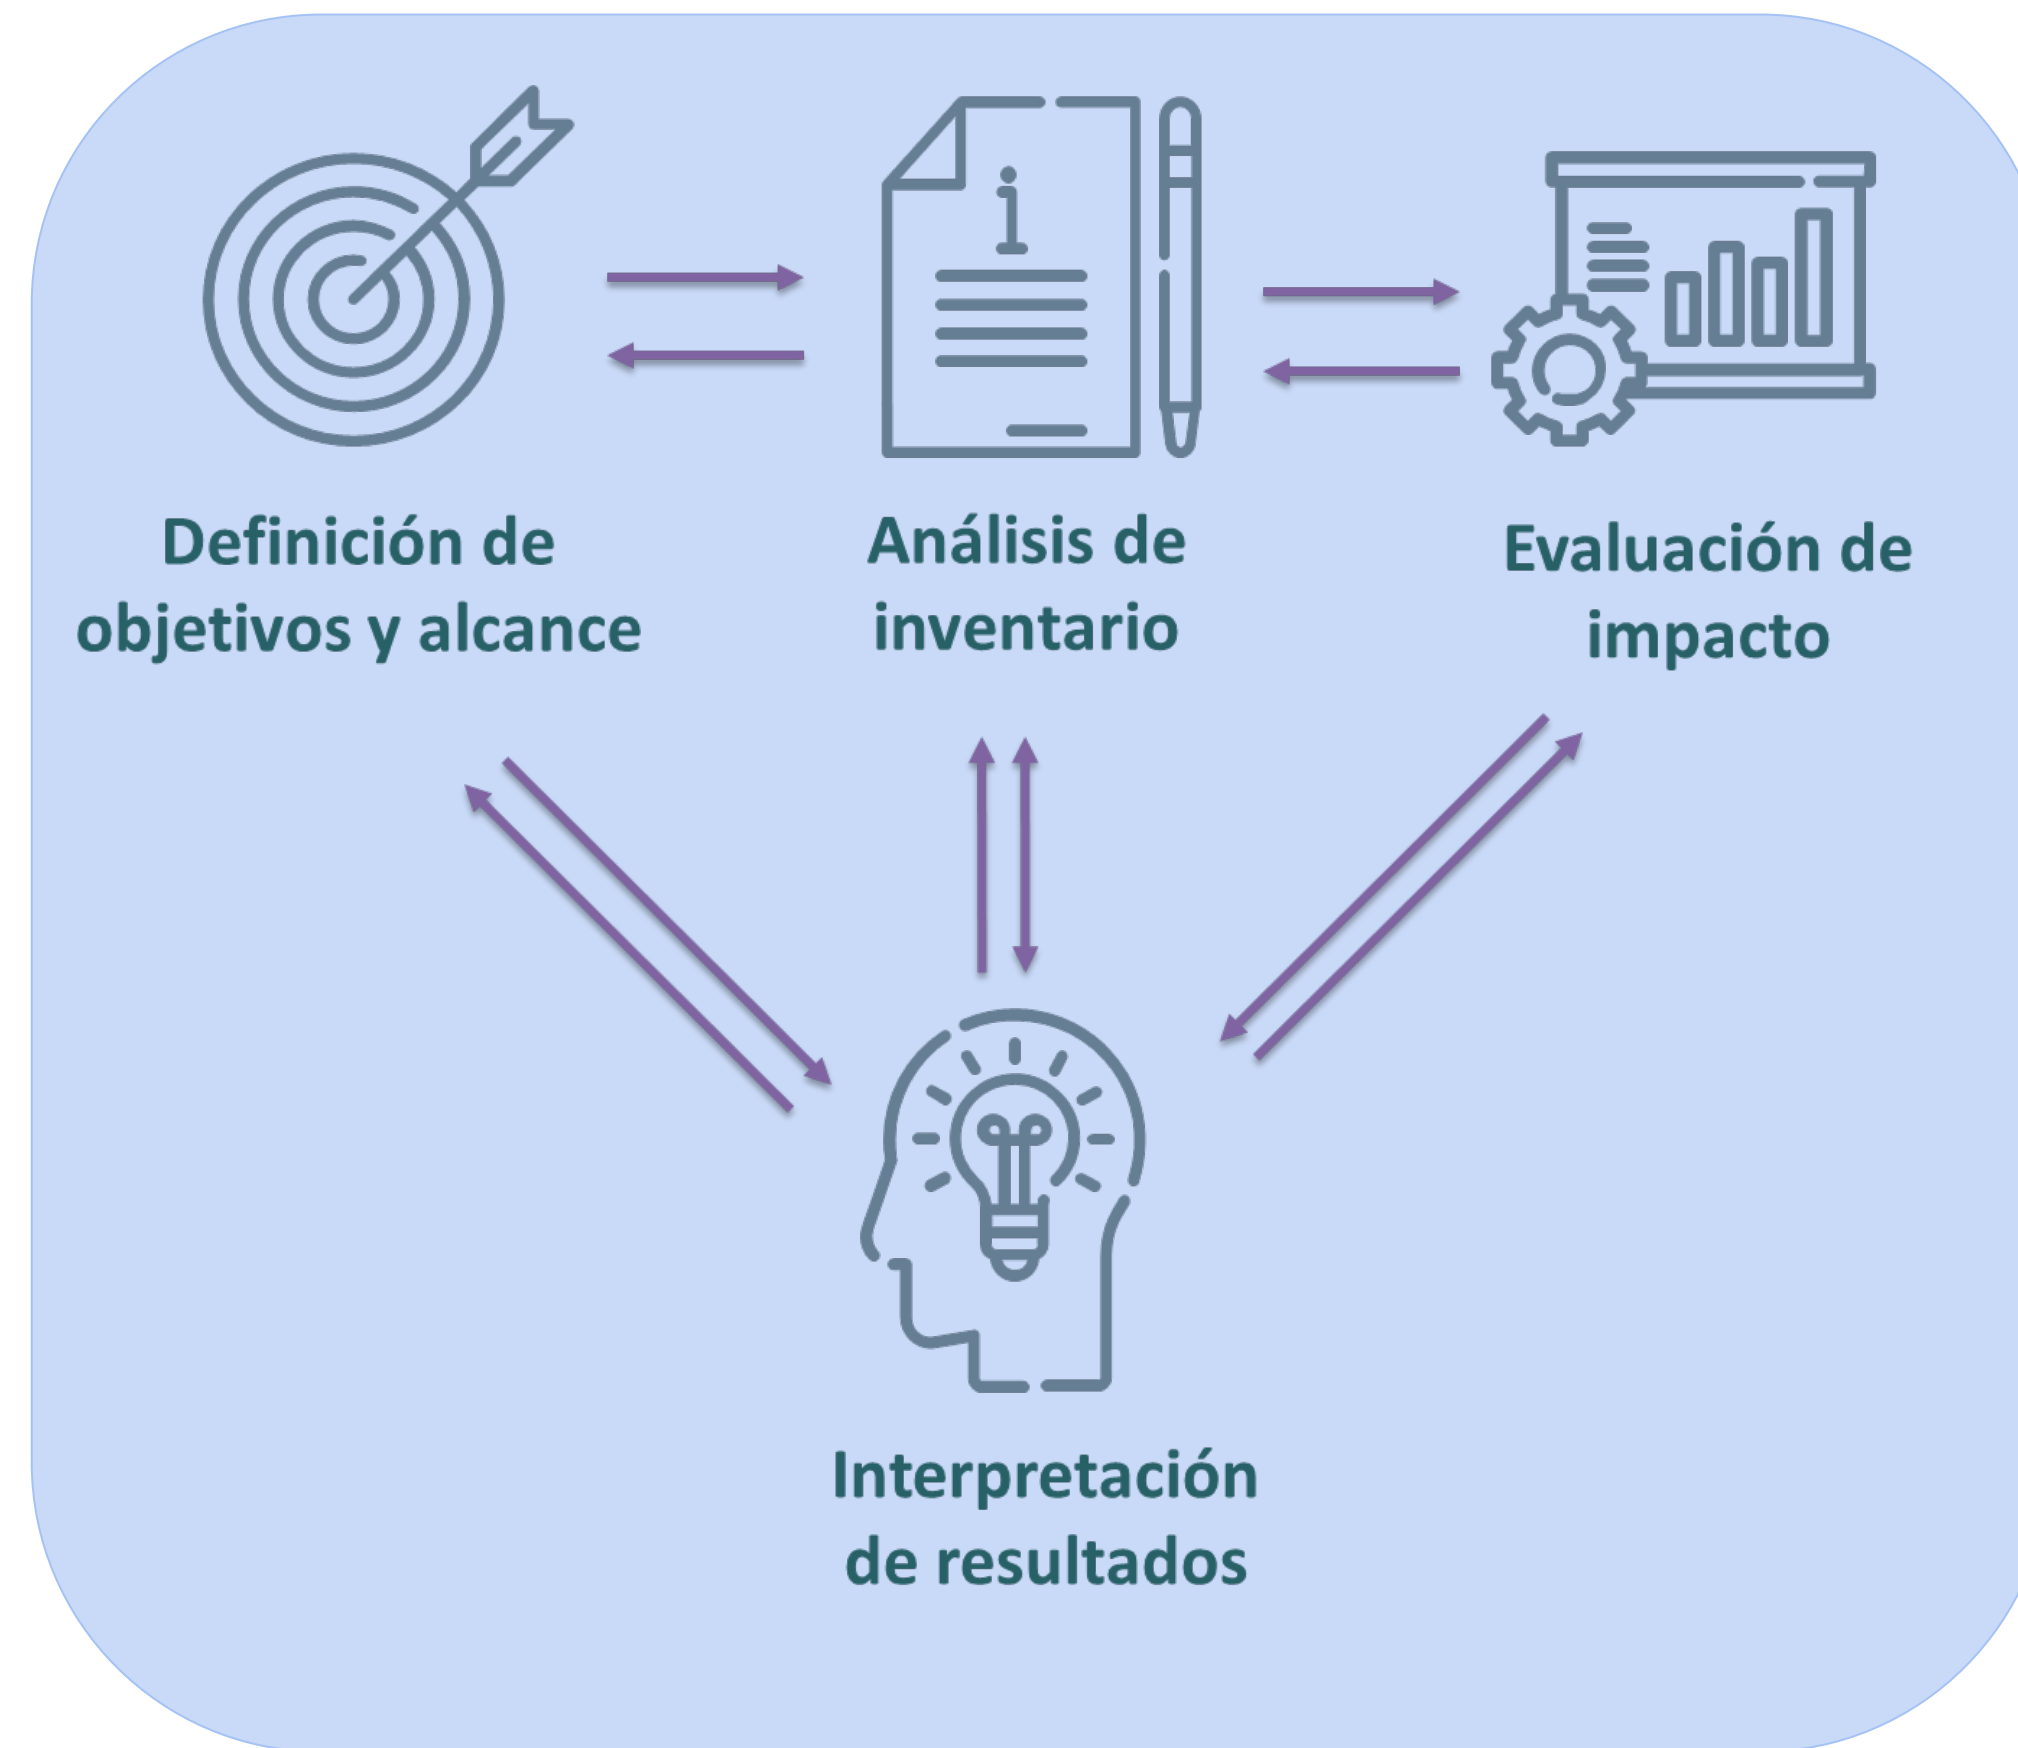 Definición de
objetivos y alcance
Análisis de
inventario
Evaluación de
impacto
Interpretación
de resultados